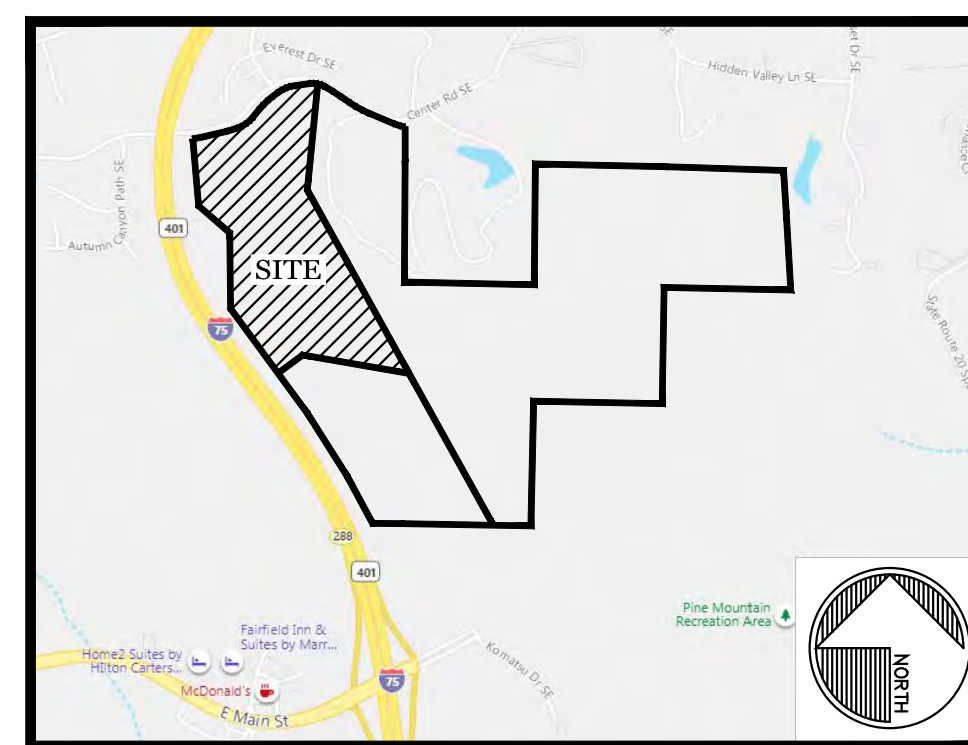 Everest Dr SE
Center Rd SE
Hidden Valley Ln SE
Autumn Canyon Path SE
401
SITE
75
State Route 20 Sp
288
401
Pine Mountain
Recreation Area
Fairfield Inn &
Suites by Marr...
Home2 Suites by
Hilton Carters...
McDonald's
75
E Main St
Komatsu Dr SE
NORTH